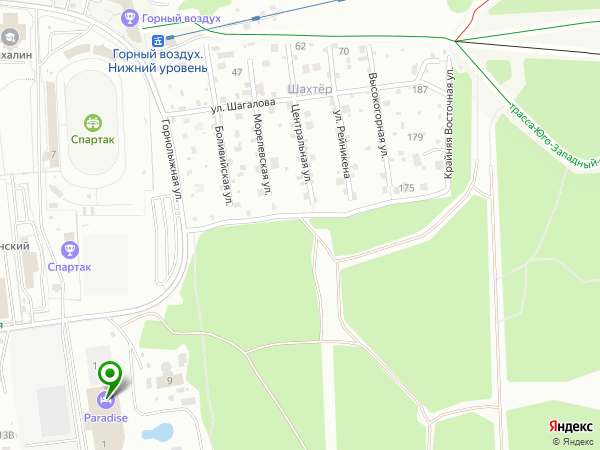 Горный воздух
Горный воздух.
Нижний уровень
62
70
халин
47
Шахтёр
187
ул. Шагалова
Спартак
7
Горнолыжная ул.
Боливийская ул.
Морелевская ул.
Центральная ул.
ул. Рейникена
Высокогорная ул.
Крайняя Восточная ул.
179
175
трасса Юго-Западный
нский
Спартак
я
1
9
Paradise
1
13В
Яндекс
© Яндекс